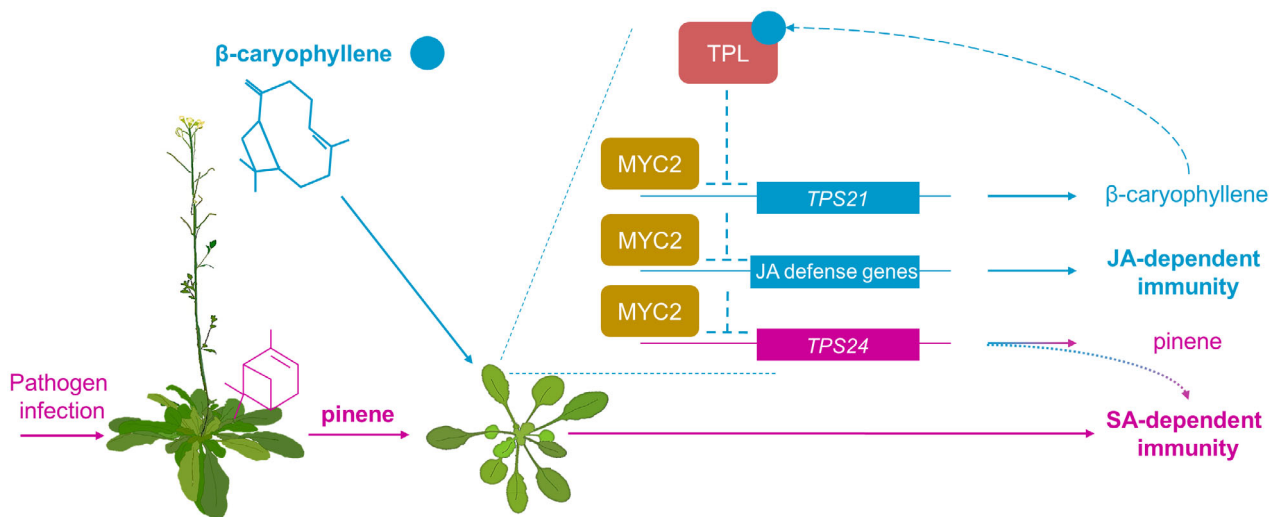 β-caryophyllene
TPL
MYC2
TPS21
β-caryophyllene
MYC2
JA defense genes
JA-dependent
immunity
MYC2
TPS24
pinene
Pathogen
infection
pinene
SA-dependent
immunity